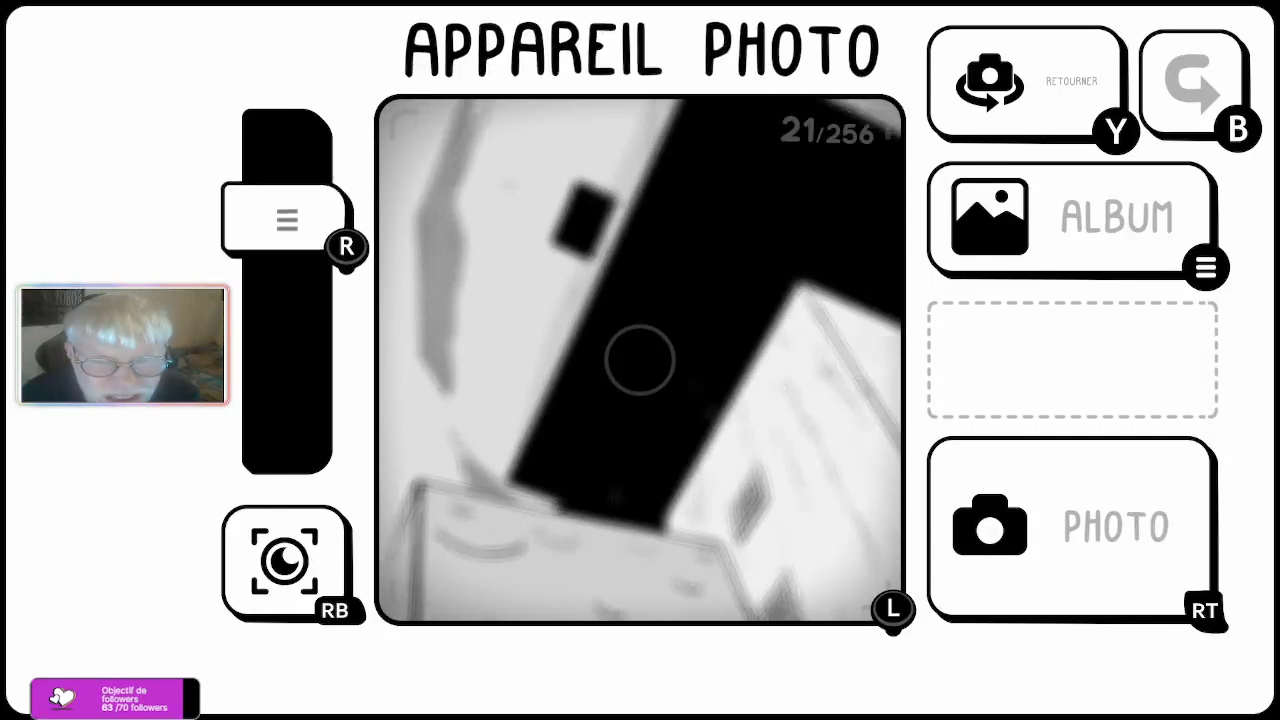 APPAREIL PHOTO
21/256
RETOURNER
Y
B
R
ALBUM
L
PHOTO
RB
RT
Objectif de
followers
63 /70 followers